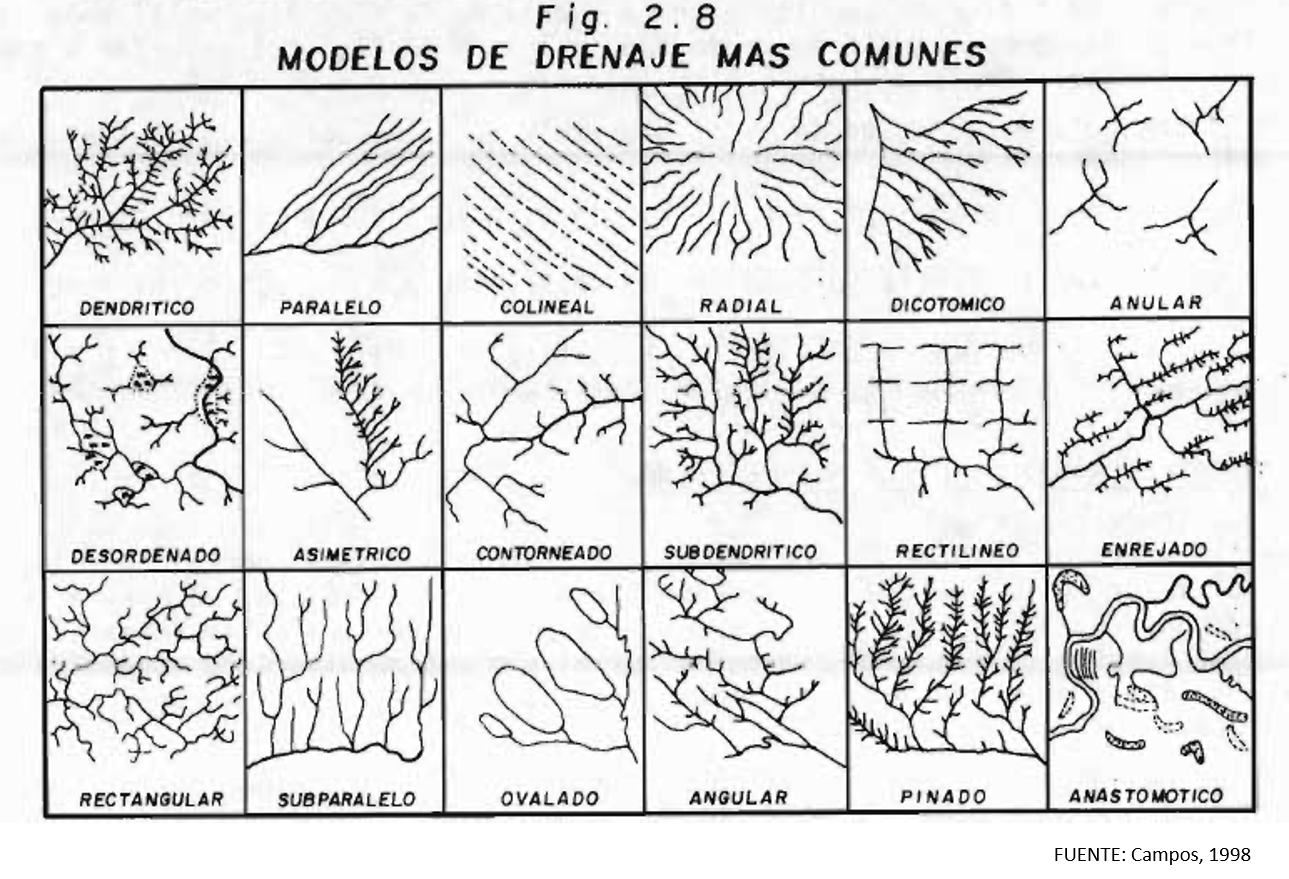 Fig. 2.8
MODELOS DE DRENAJE MAS COMUNES
DENDRITICO
PARALELO
COLINEAL
RADIAL
DICOTOMICO
ANULAR
DESORDENADO
ASIMETRICO
CONTORNEADO
SUBDENDRITICO
RECTILINEO
ENREJADO
RECTANGULAR
SUBPARALELO
OVALADO
ANGULAR
PINADO
ANASTOMOTICO
FUENTE: Campos, 1998